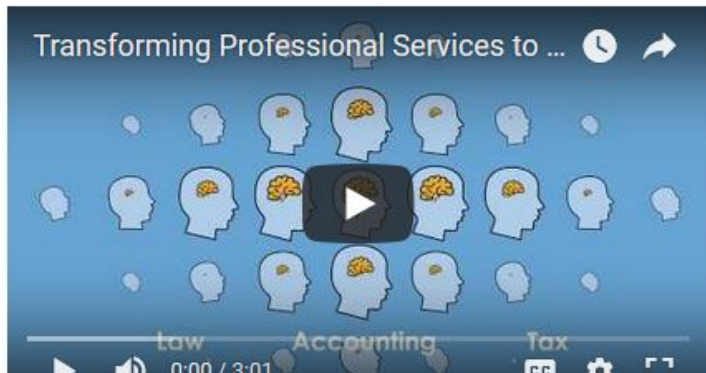 Transforming Professional Services to ...
Law Accounting Tax
0:00 / 3:01
CC